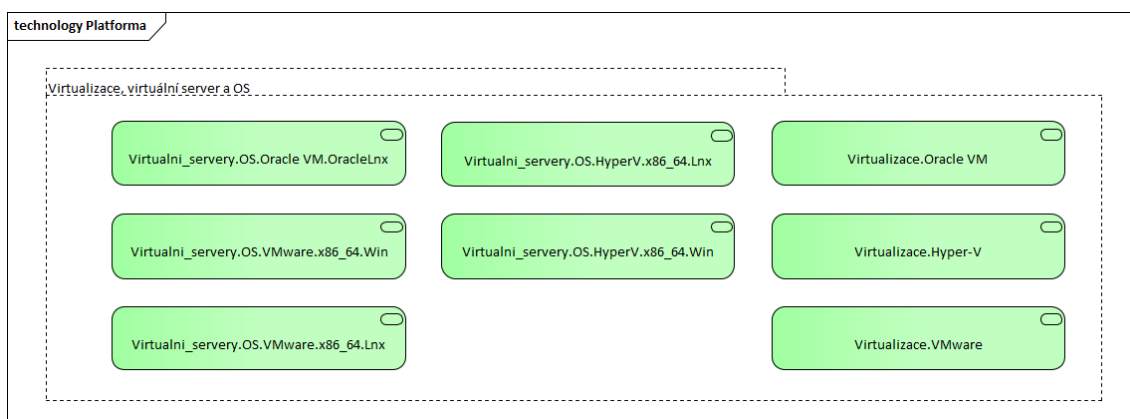 technology Platforma
Virtualizace, virtuální server a OS
Virtualni_servery.OS.Oracle VM.OracleLnx
Virtualni_servery.OS.HyperV.x86_64.Lnx
Virtualizace.Oracle VM
Virtualni_servery.OS.VMware.x86_64.Win
Virtualni_servery.OS.HyperV.x86_64.Win
Virtualizace.Hyper-V
Virtualni_servery.OS.VMware.x86_64.Lnx
Virtualizace.VMware